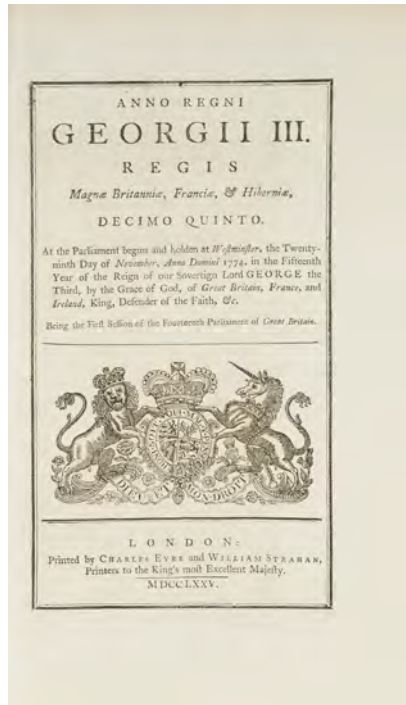 ANNO REGNI
GEORGII III.
REGIS
Magnæ Britanniæ, Franciæ, & Hiberniæ,
DECIMO QUINTO.
At the Parliament begun and holden at Weſtminſter, the Twenty-
ninth Day of November, Anno Domini 1774, in the Fifteenth
Year of the Reign of our Sovereign Lord GEORGE the
Third, by the Grace of God, of Great Britain, France, and
Ireland, King, Defender of the Faith, &c.
Being the Firſt Seſſion of the Fourteenth Parliament of Great Britain.
DIEU ET MON DROIT
LONDON:
Printed by CHARLES EYRE and WILLIAM STRAHAN,
Printers to the King's moſt Excellent Majeſty.
MDCCLXXV.